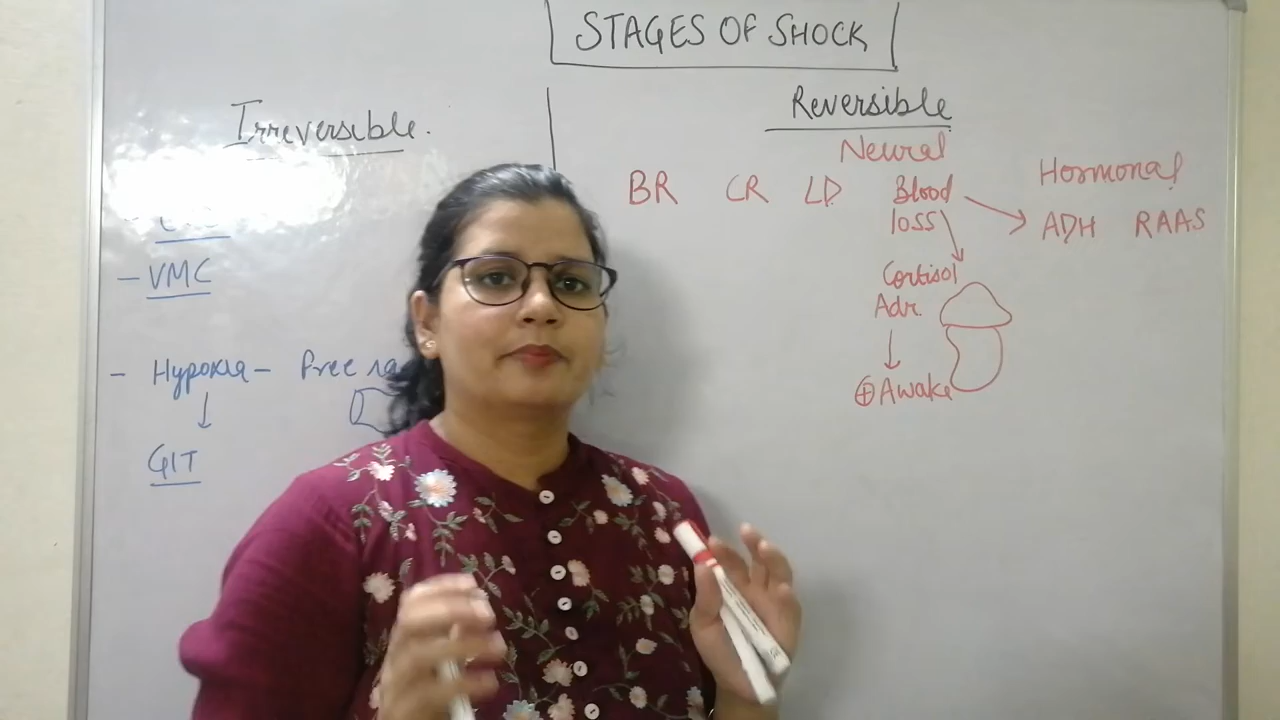 STAGES OF SHOCK
Irreversible.
- VMC
- Hypoxia - free
↓
GIT
Reversible
Neural
BR CR LD Blood loss → ADH RAAS
Hormonal
Cortisol
Adr.
↓
⊕ Awake